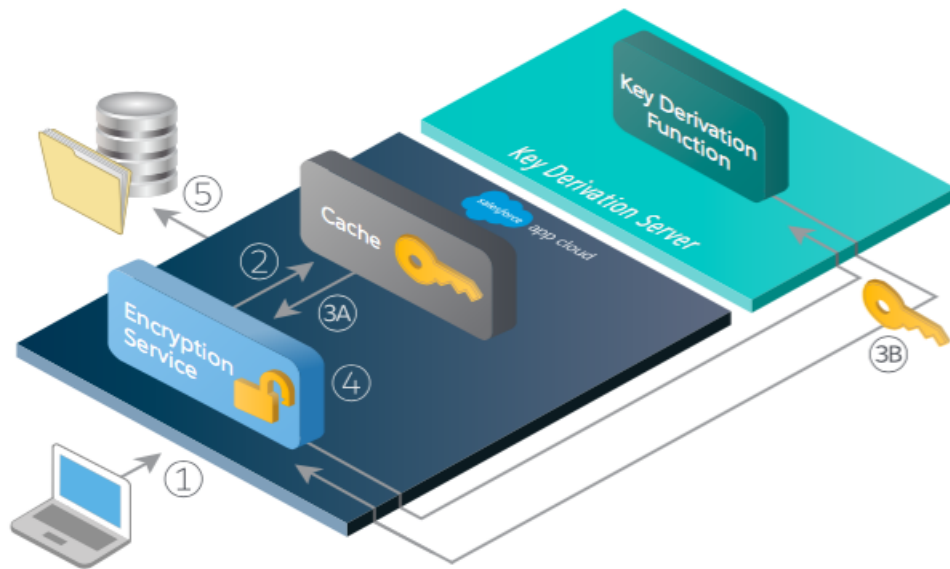 Key Derivation
Function
Key Derivation Server
salesforce
app cloud
Cache
5
2
3A
Encryption
Service
4
3B
1